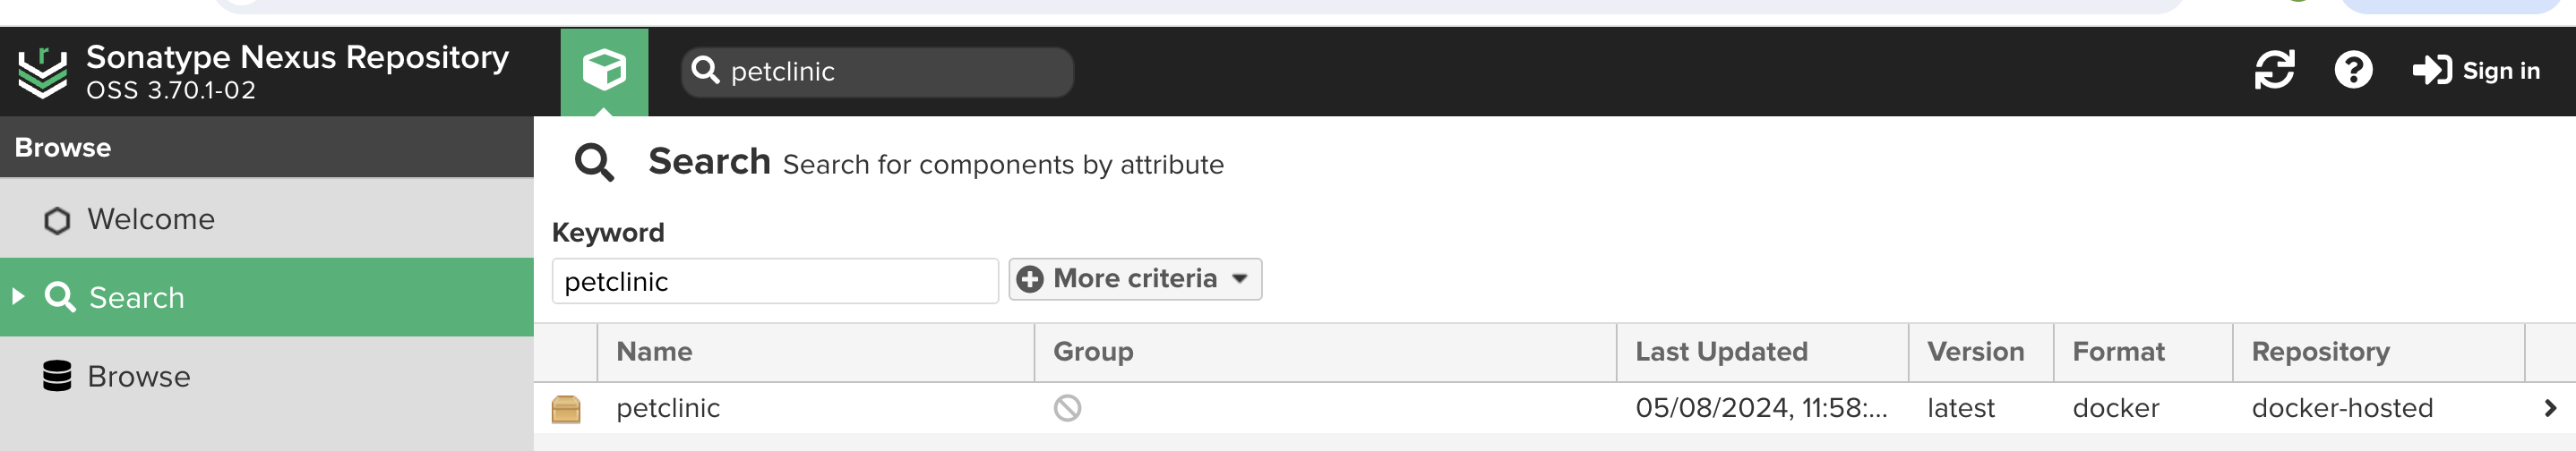 Sonatype Nexus Repository
OSS 3.70.1-02
petclinic
Sign in
Browse
Welcome
Search
Browse
Search Search for components by attribute
Keyword
petclinic
More criteria
Name Group Last Updated Version Format Repository
petclinic 05/08/2024, 11:58:... latest docker docker-hosted